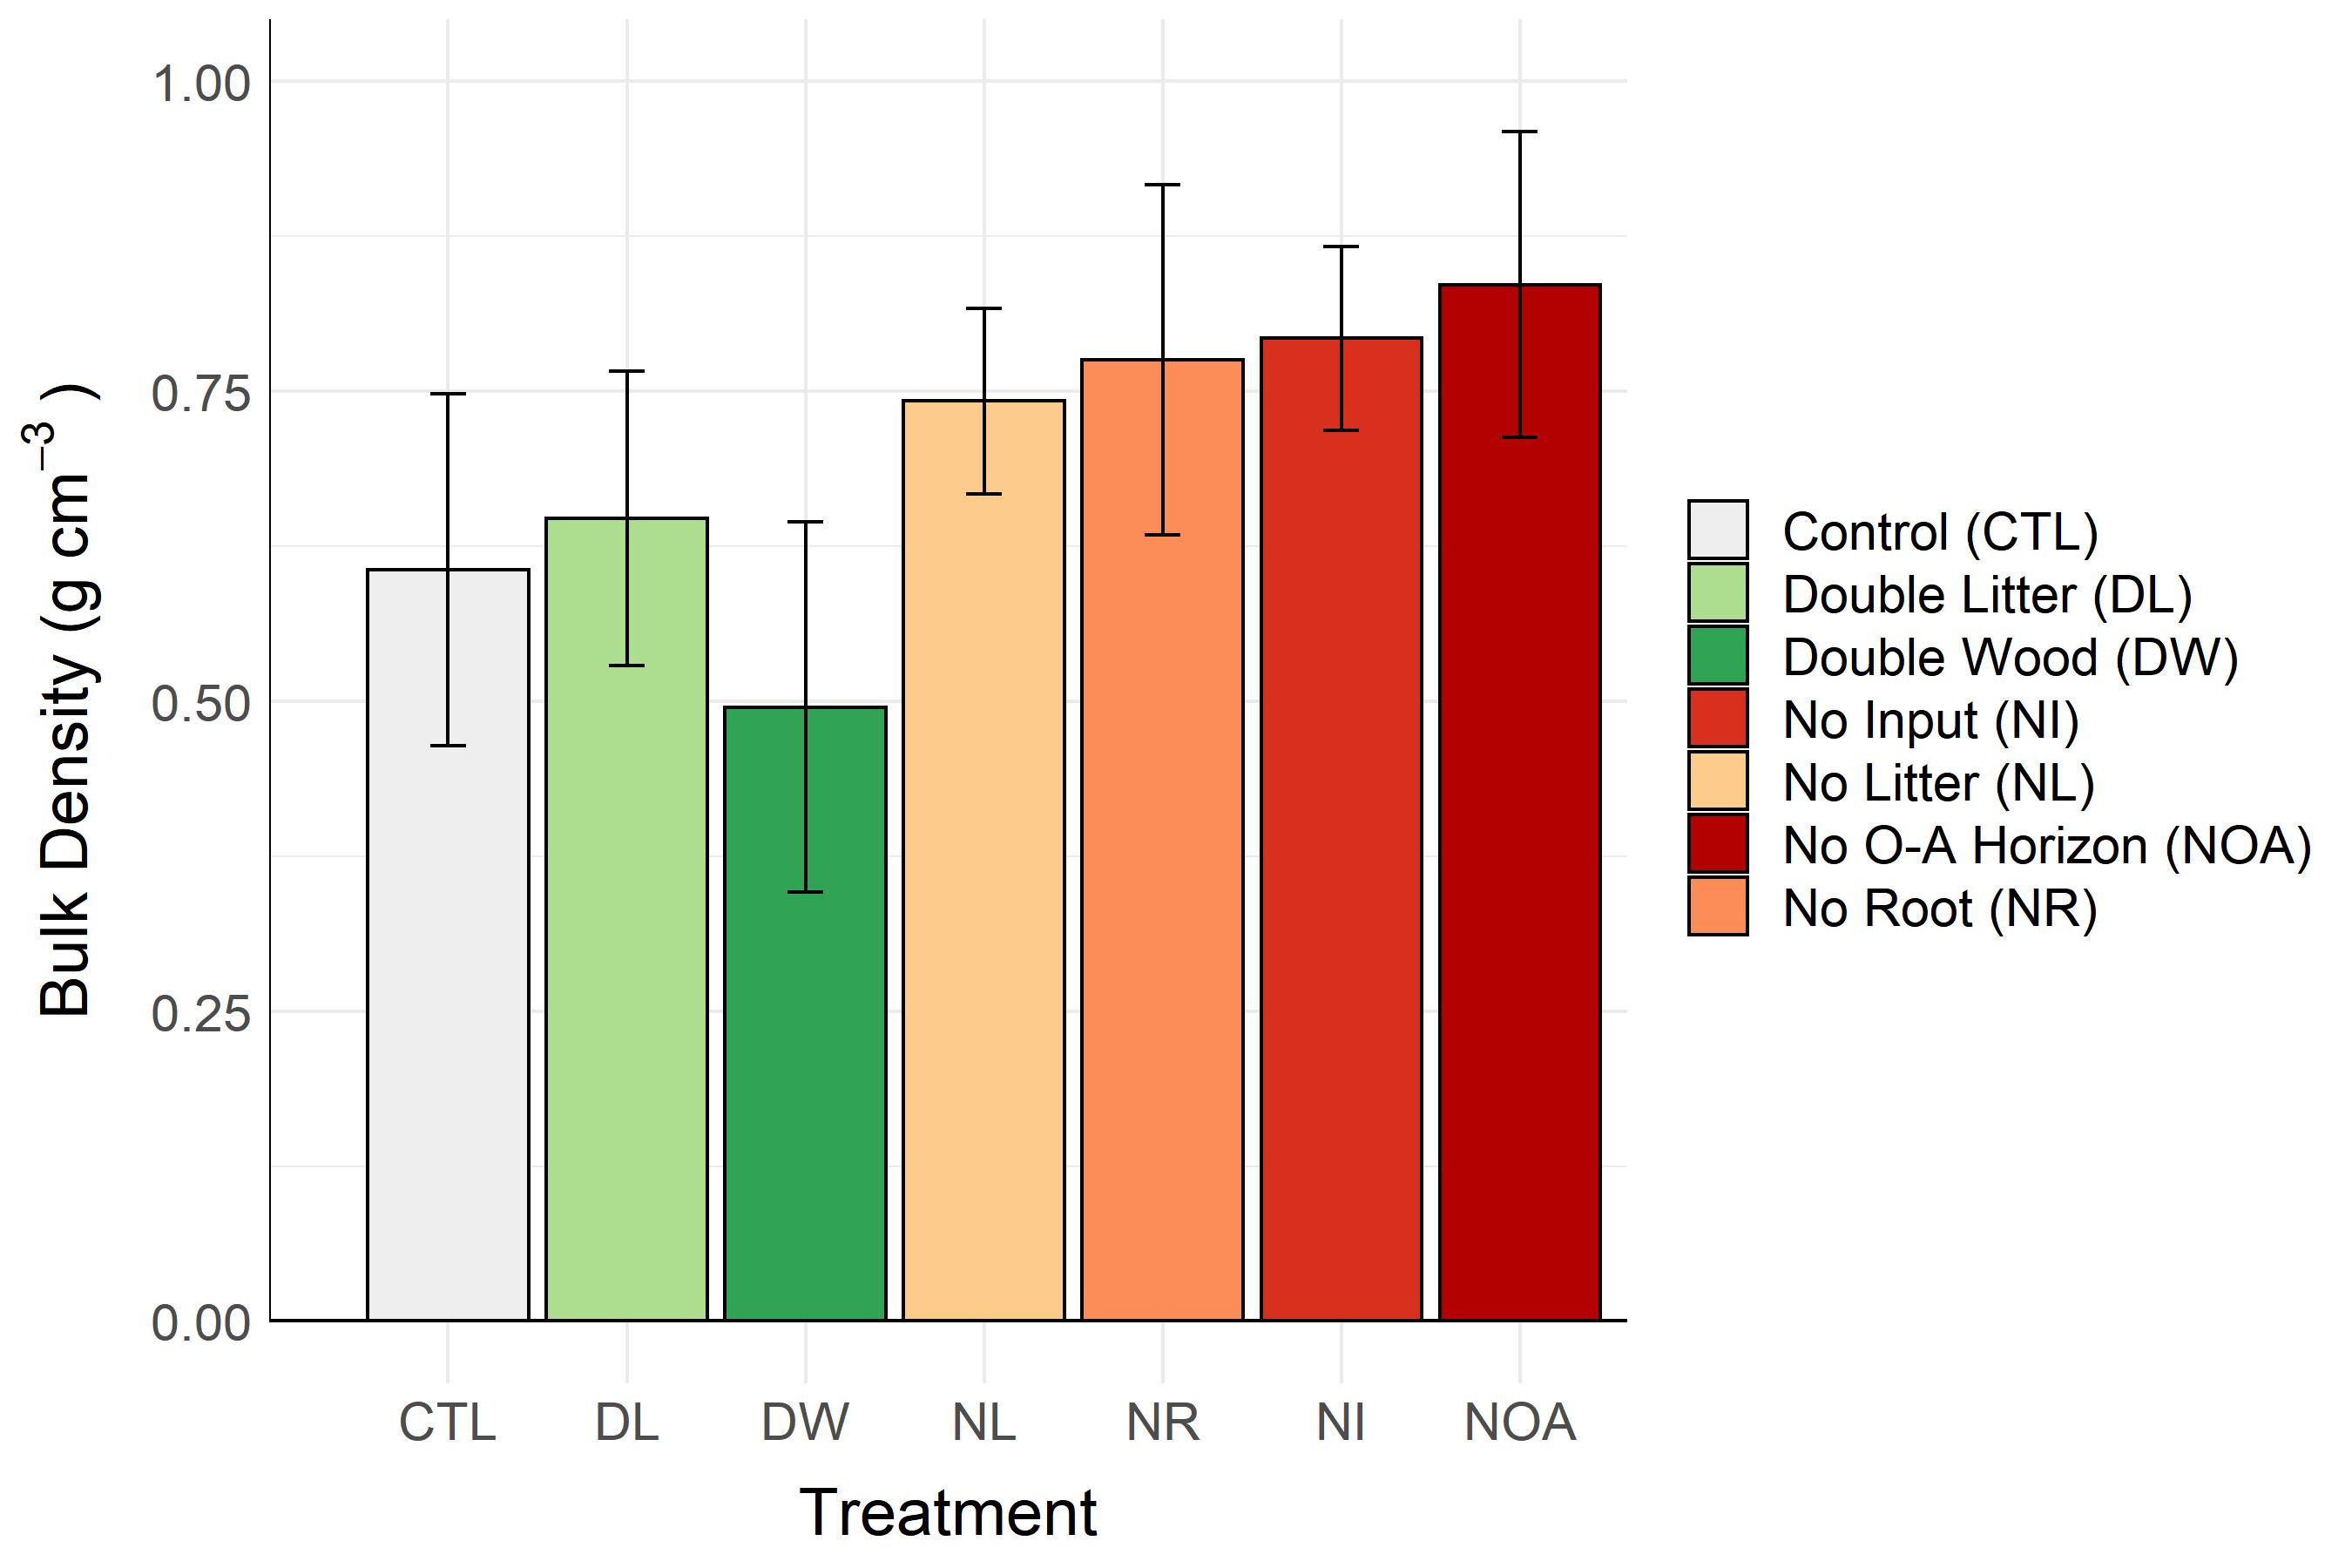 1.00
0.75
0.50
0.25
0.00
Bulk Density (g cm⁻³)
CTL DL DW NL NR NI NOA
Treatment
Control (CTL)
Double Litter (DL)
Double Wood (DW)
No Input (NI)
No Litter (NL)
No O-A Horizon (NOA)
No Root (NR)